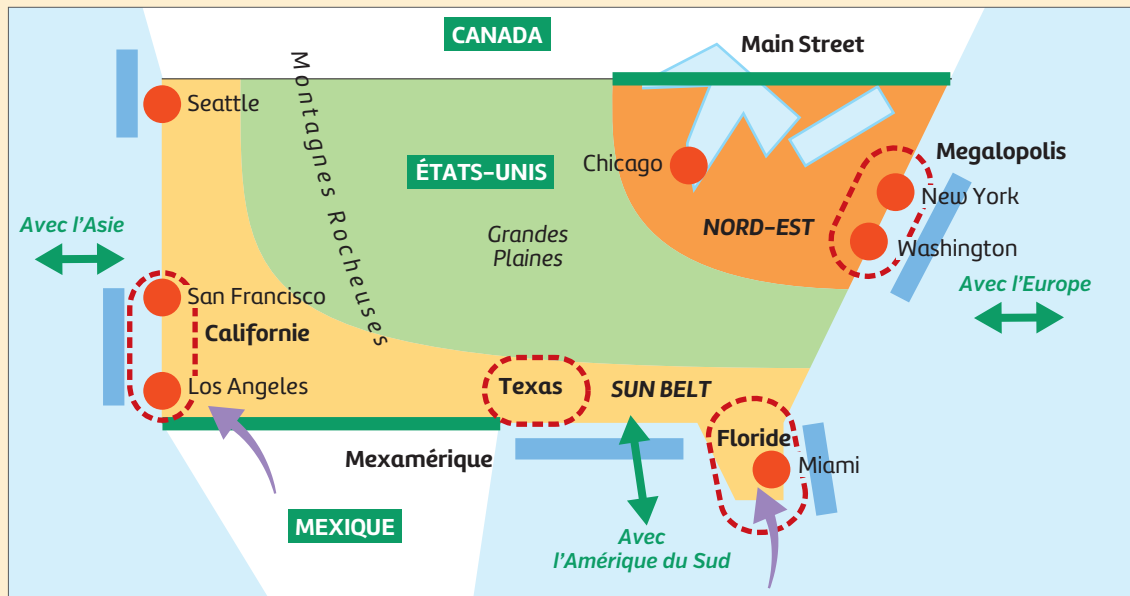 CANADA
Main Street
Seattle
Montagnes Rocheuses
Chicago
ÉTATS-UNIS
Megalopolis
New York
NORD-EST
Avec l'Asie
Grandes
Plaines
Washington
Avec l'Europe
San Francisco
Californie
Los Angeles
Texas
SUN BELT
Floride
Mexamérique
Miami
MEXIQUE
Avec
l'Amérique du Sud